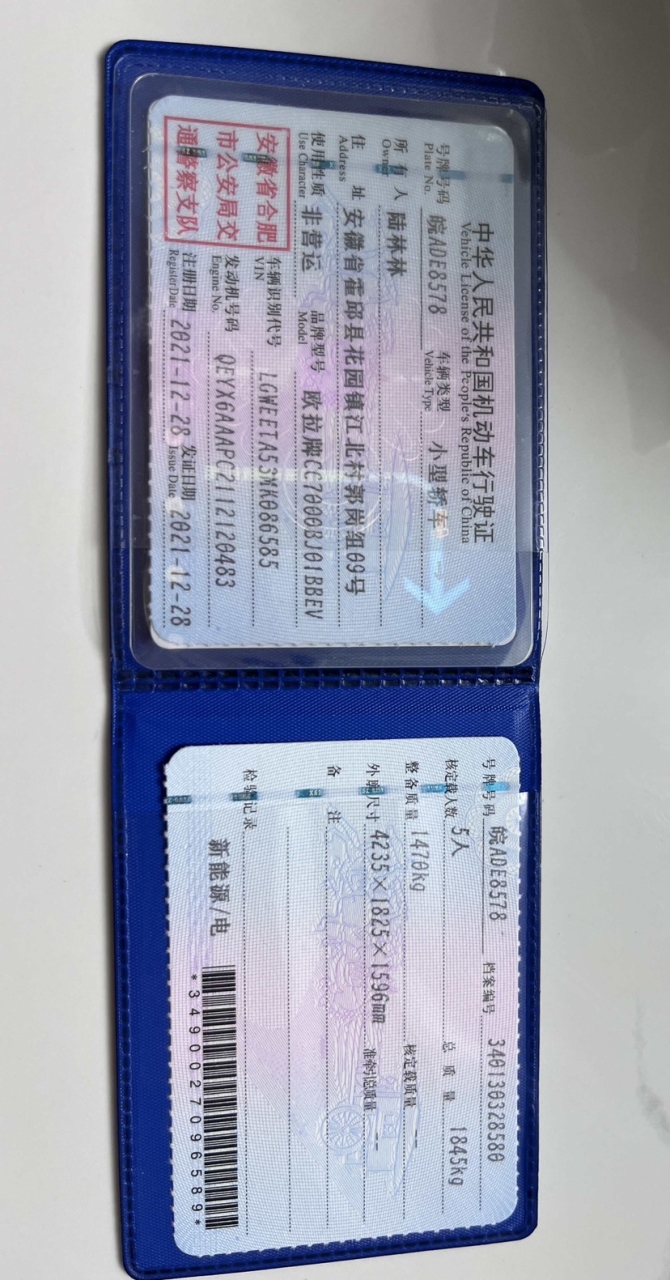 中华人民共和国机动车行驶证
Vehicle License of the People's Republic of China
号牌号码 皖ADE8578 车辆类型 小型轿车
Plate No. Vehicle Type
所有人 陆林林
Owner
住 址 安徽省霍邱县花园镇江北村郭岗组09号
Address
使用性质 非营运 品牌型号 欧拉牌CC7000BJ01BBEV
Use Character Model
安徽省合肥
市公安局交
通警察支队
车辆识别代号 LGWEETA53MK086585
VIN
发动机号码 QEYX6AAAPC2112120483
Engine No.
注册日期 2021-12-28 发证日期 2021-12-28
Register Date Issue Date
号牌号码 皖ADE8578 档案编号 340130328580
核定载人数 5人 总质量 1845kg
整备质量 1470kg 核定载质量 --
外廓尺寸 4235×1825×1596mm 准牵引总质量 --
备 注
检验记录
新能源/电
*3490027096589*